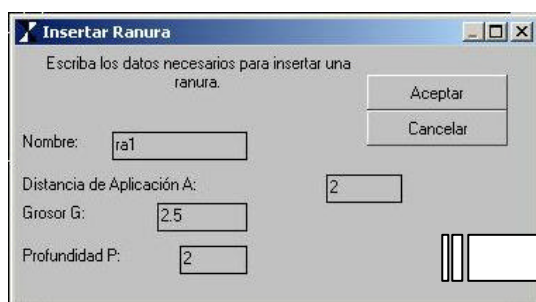 Insertar Ranura
Escriba los datos necesarios para insertar una
ranura.
Aceptar
Cancelar
Nombre: ra1
Distancia de Aplicación A: 2
Grosor G: 2.5
Profundidad P: 2